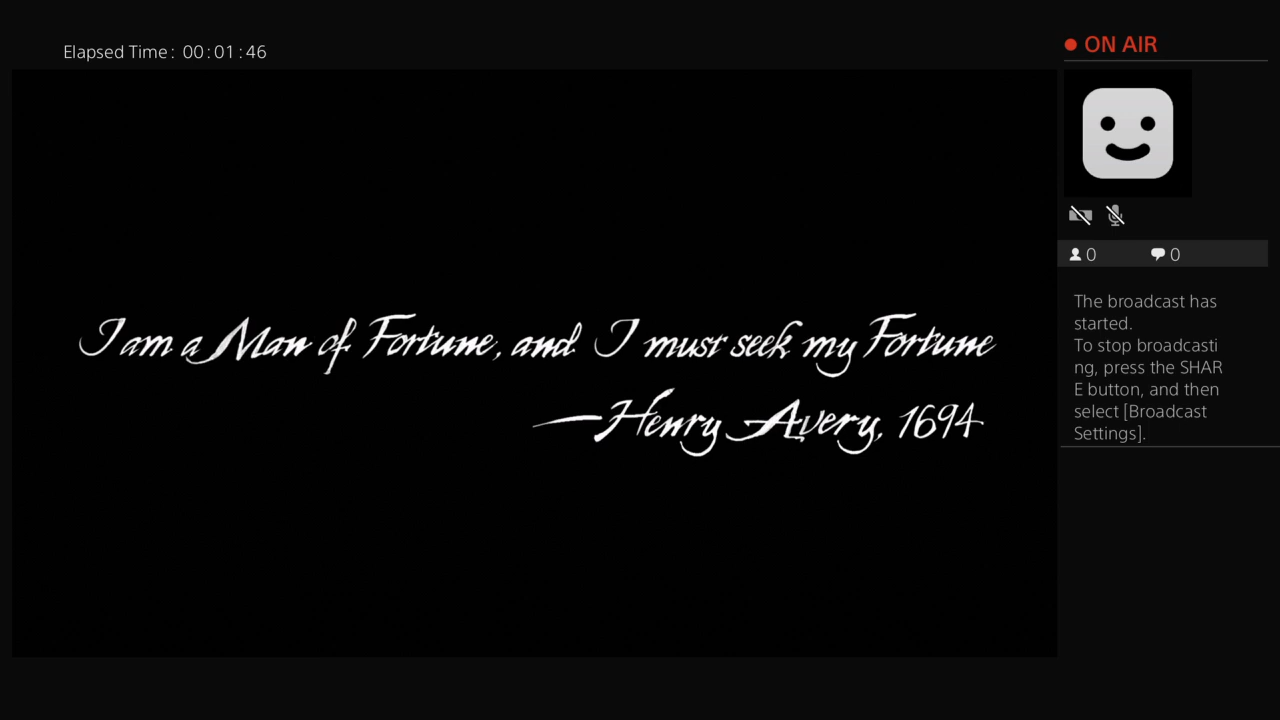 Elapsed Time: 00:01:46
ON AIR
0 0
I am a Man of Fortune, and I must seek my Fortune
—Henry Avery, 1694
The broadcast has
started.
To stop broadcasti
ng, press the SHAR
E button, and then
select [Broadcast
Settings].